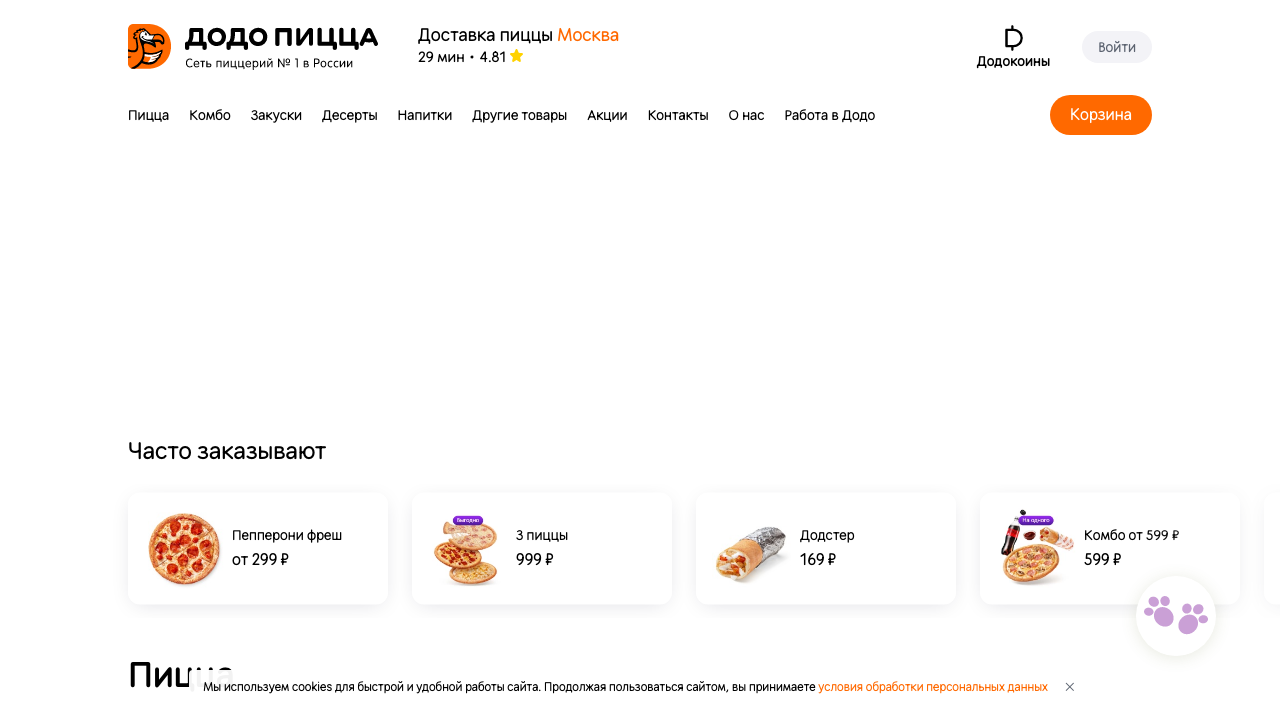 ДОДО ПИЦЦА
Сеть пиццерий № 1 в России
Доставка пиццы Москва
29 мин • 4.81
Додокоины
Войти
Пицца Комбо Закуски Десерты Напитки Другие товары Акции Контакты О нас Работа в Додо
Корзина
Часто заказывают
Пепперони фреш
от 299 ₽
Выгодно
3 пиццы
999 ₽
Додстер
169 ₽
На одного
Комбо от 599 ₽
599 ₽
Пицца
Мы используем cookies для быстрой и удобной работы сайта. Продолжая пользоваться сайтом, вы принимаете условия обработки персональных данных